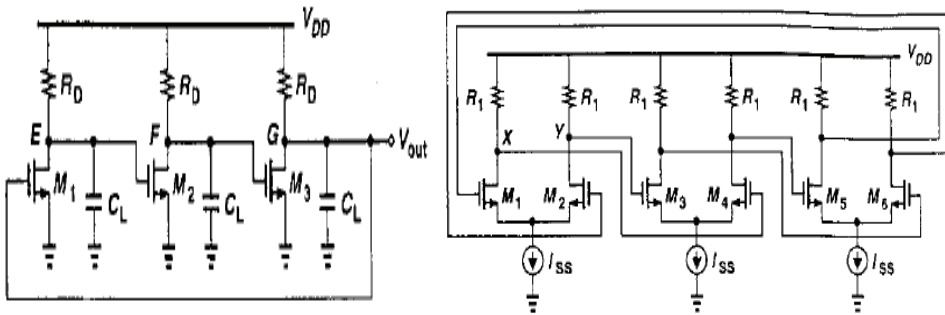 V_DD
R_D R_D R_D
E F G V_out
M_1 C_L M_2 C_L M_3 C_L
V_DD
R_1 R_1 R_1 R_1 R_1 R_1
X Y
M_1 M_2 M_3 M_4 M_5 M_6
I_SS I_SS I_SS